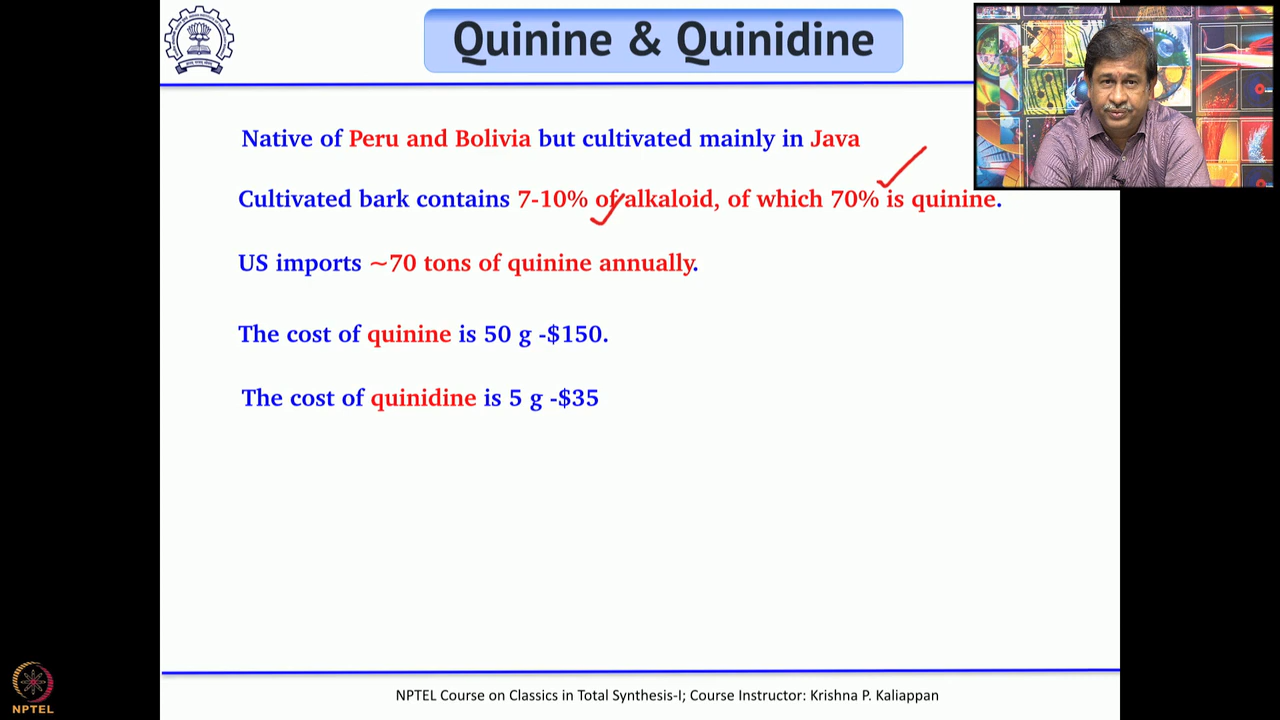 Quinine & Quinidine
Native of Peru and Bolivia but cultivated mainly in Java
Cultivated bark contains 7-10% of alkaloid, of which 70% is quinine.
US imports ~70 tons of quinine annually.
The cost of quinine is 50 g -$150.
The cost of quinidine is 5 g -$35
NPTEL Course on Classics in Total Synthesis-I; Course Instructor: Krishna P. Kaliappan
NPTEL